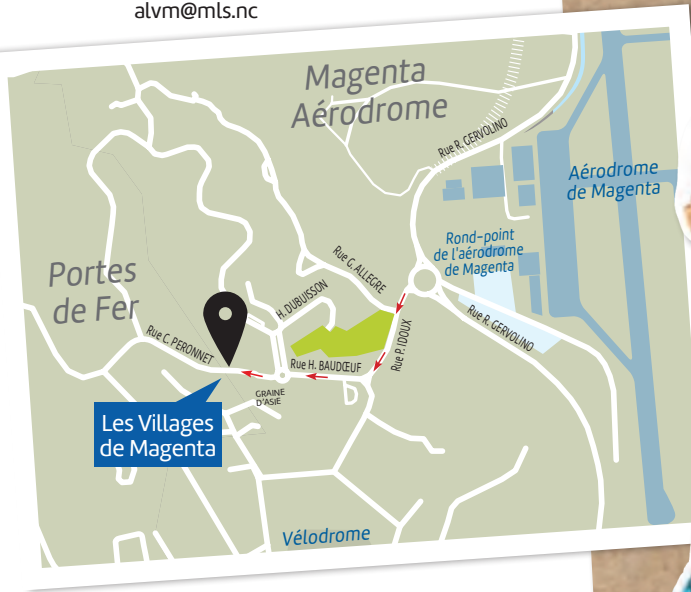 alvm@mls.nc
Magenta
Aérodrome
Rue R. GERVOLINO
Aérodrome
de Magenta
Rond-point
de l'aérodrome
de Magenta
Portes
de Fer
Rue G. ALLEGRE
H. DUBUISSON
Rue C. PERONNET
Rue P. IDOUX
Rue R. GERVOLINO
Rue H. BAUDŒUF
GRAINE
D'ASIE
Les Villages
de Magenta
Vélodrome